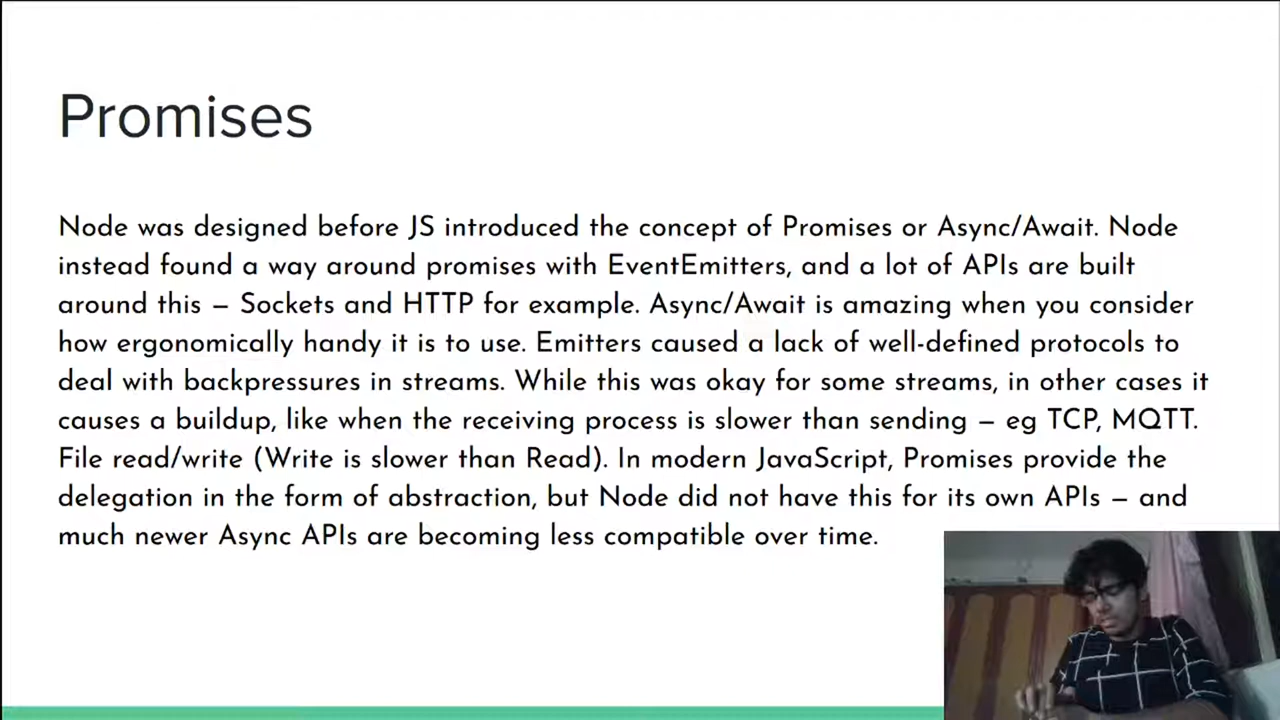 Promises
Node was designed before JS introduced the concept of Promises or Async/Await. Node
instead found a way around promises with EventEmitters, and a lot of APIs are built
around this – Sockets and HTTP for example. Async/Await is amazing when you consider
how ergonomically handy it is to use. Emitters caused a lack of well-defined protocols to
deal with backpressures in streams. While this was okay for some streams, in other cases it
causes a buildup, like when the receiving process is slower than sending – eg TCP, MQTT.
File read/write (Write is slower than Read). In modern JavaScript, Promises provide the
delegation in the form of abstraction, but Node did not have this for its own APIs – and
much newer Async APIs are becoming less compatible over time.